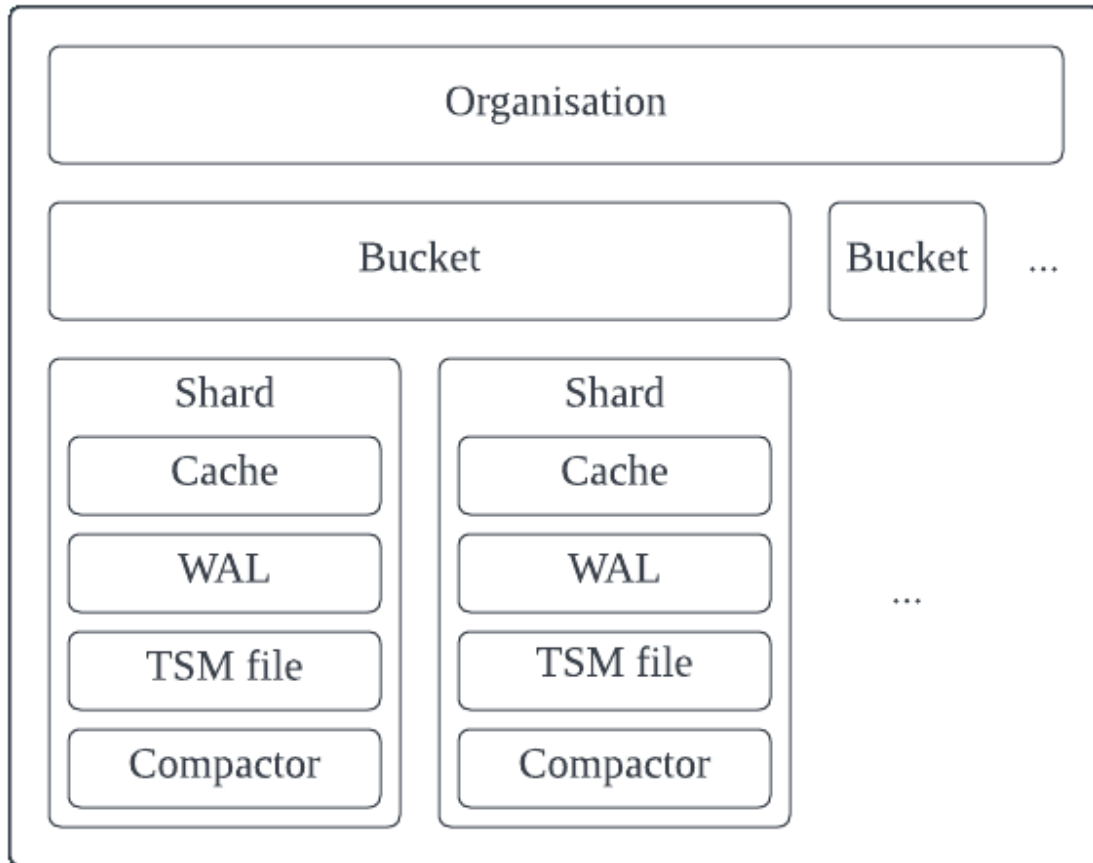 Organisation
Bucket
Bucket
...
Shard
Cache
WAL
TSM file
Compactor
Shard
Cache
WAL
TSM file
Compactor
...